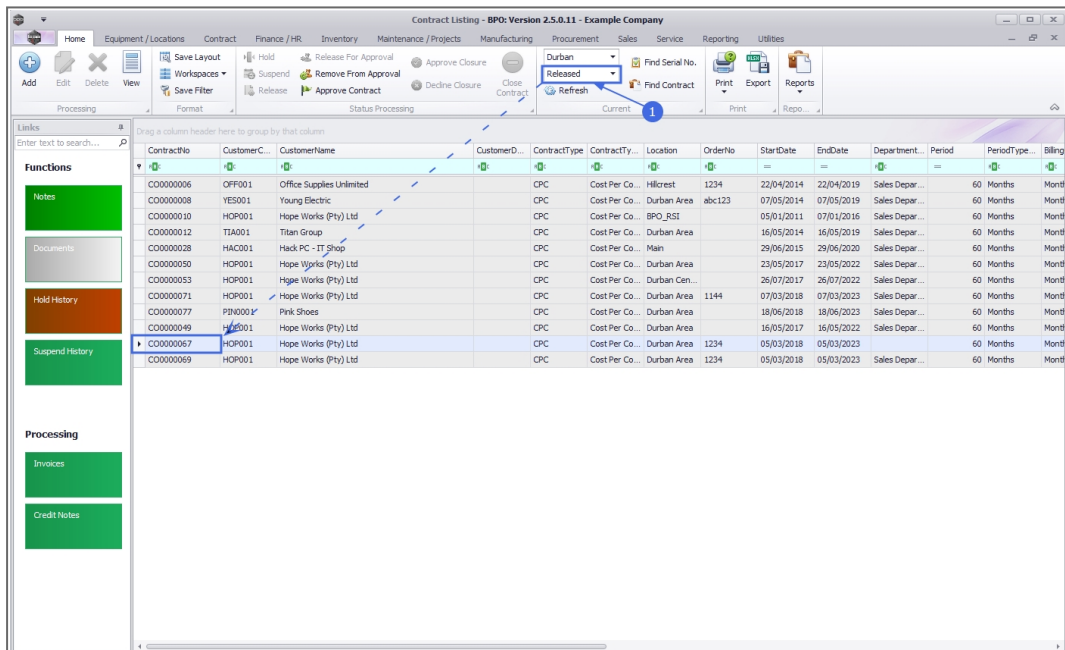 Contract Listing - BPO: Version 2.5.0.11 - Example Company
Home Equipment / Locations Contract Finance / HR Inventory Maintenance / Projects Manufacturing Procurement Sales Service Reporting Utilities
Add Edit Delete View
Processing
Save Layout
Workspaces
Save Filter
Format
Hold
Suspend
Release
Release For Approval
Remove From Approval
Approve Contract
Approve Closure
Decline Closure
Close Contract
Status Processing
Durban
Released
Refresh
Find Serial No.
Find Contract
Current
1
Print Export
Print
Reports
Repo...
Links
Enter text to search...
Functions
Notes
Documents
Hold History
Suspend History
Processing
Invoices
Credit Notes
Drag a column header here to group by that column
ContractNo CustomerC... CustomerName CustomerD... ContractType ContractTy... Location OrderNo StartDate EndDate Department... Period PeriodType... Billing
CO0000006 OFF001 Office Supplies Unlimited CPC Cost Per Co... Hillcrest 1234 22/04/2014 22/04/2019 Sales Depar... 60 Months Month
CO0000008 YES001 Young Electric CPC Cost Per Co... Durban Area abc123 07/05/2014 07/05/2019 Sales Depar... 60 Months Month
CO0000010 HOP001 Hope Works (Pty) Ltd CPC Cost Per Co... BPO_RSI 05/01/2011 07/01/2016 Sales Depar... 60 Months Month
CO0000012 TIA001 Titan Group CPC Cost Per Co... Durban Area 16/05/2014 16/05/2019 Sales Depar... 60 Months Month
CO0000028 HAC001 Hack PC - IT Shop CPC Cost Per Co... Main 29/06/2015 29/06/2020 Sales Depar... 60 Months Month
CO0000050 HOP001 Hope Works (Pty) Ltd CPC Cost Per Co... Durban Area 23/05/2017 23/05/2022 Sales Depar... 60 Months Month
CO0000053 HOP001 Hope Works (Pty) Ltd CPC Cost Per Co... Durban Cen... 26/07/2017 26/07/2022 Sales Depar... 60 Months Month
CO0000071 HOP001 Hope Works (Pty) Ltd CPC Cost Per Co... Durban Area 1144 07/03/2018 07/03/2023 Sales Depar... 60 Months Month
CO0000077 PIN0001 Pink Shoes CPC Cost Per Co... Durban Area 18/06/2018 18/06/2023 Sales Depar... 60 Months Month
CO0000049 HOP001 Hope Works (Pty) Ltd CPC Cost Per Co... Durban Area 16/05/2017 16/05/2022 Sales Depar... 60 Months Month
CO0000067 HOP001 Hope Works (Pty) Ltd CPC Cost Per Co... Durban Area 1234 05/03/2018 05/03/2023 60 Months Month
CO0000069 HOP001 Hope Works (Pty) Ltd CPC Cost Per Co... Durban Area 1234 05/03/2018 05/03/2023 Sales Depar... 60 Months Month